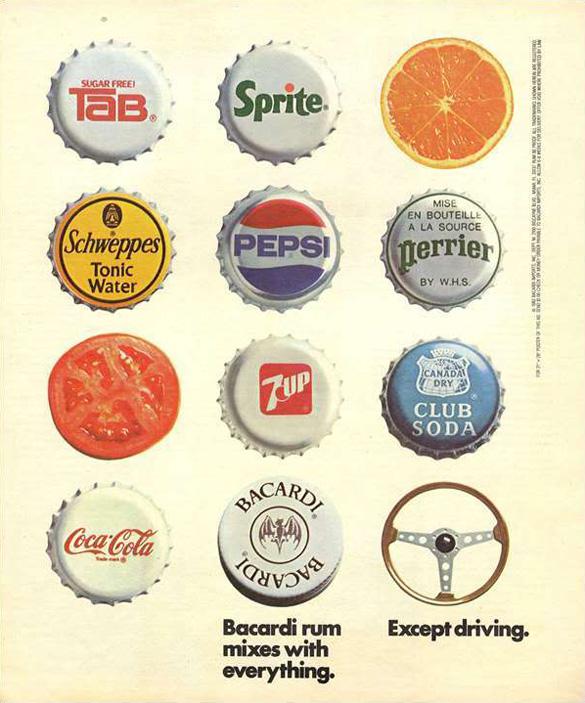 SUGAR FREE!
TaB®
Sprite®
Schweppes
Tonic
Water
PEPSI
MISE
EN BOUTEILLE
A LA SOURCE
perrier
BY W.H.S.
7UP
CANADA
DRY
CLUB
SODA
Coca-Cola
Trade-mark®
BACARDI®
BACARDI
Bacardi rum
mixes with
everything.
Except driving.